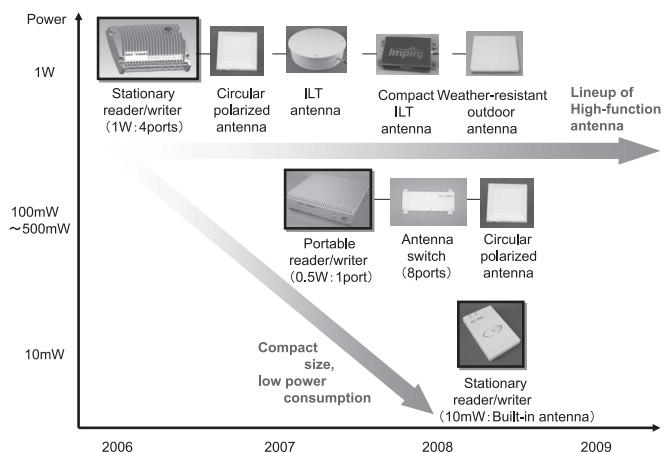 Power
1W
Impinj
Stationary
reader/writer
(1W:4ports)
Circular
polarized
antenna
ILT
antenna
Compact
ILT
antenna
Weather-resistant
outdoor
antenna
Lineup of
High-function
antenna
100mW
～500mW
Portable
reader/writer
(0.5W:1port)
Antenna
switch
(8ports)
Circular
polarized
antenna
10mW
Compact
size,
low power
consumption
Stationary
reader/writer
(10mW:Built-in antenna)
2006
2007
2008
2009